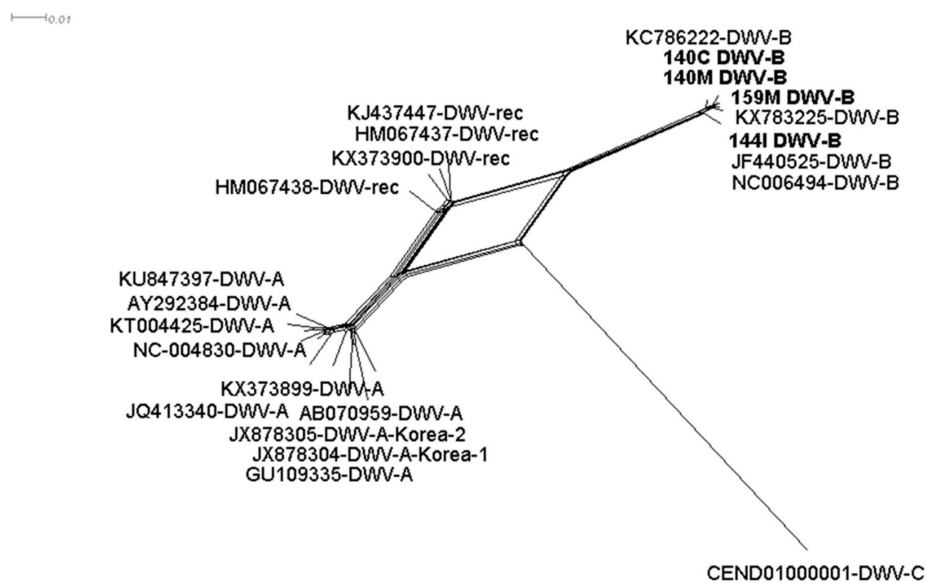 0.01
KC786222-DWV-B
140C DWV-B
140M DWV-B
159M DWV-B
KX783225-DWV-B
144I DWV-B
JF440525-DWV-B
NC006494-DWV-B
KJ437447-DWV-rec
HM067437-DWV-rec
KX373900-DWV-rec
HM067438-DWV-rec
KU847397-DWV-A
AY292384-DWV-A
KT004425-DWV-A
NC-004830-DWV-A
KX373899-DWV-A
JQ413340-DWV-A AB070959-DWV-A
JX878305-DWV-A-Korea-2
JX878304-DWV-A-Korea-1
GU109335-DWV-A
CEND01000001-DWV-C